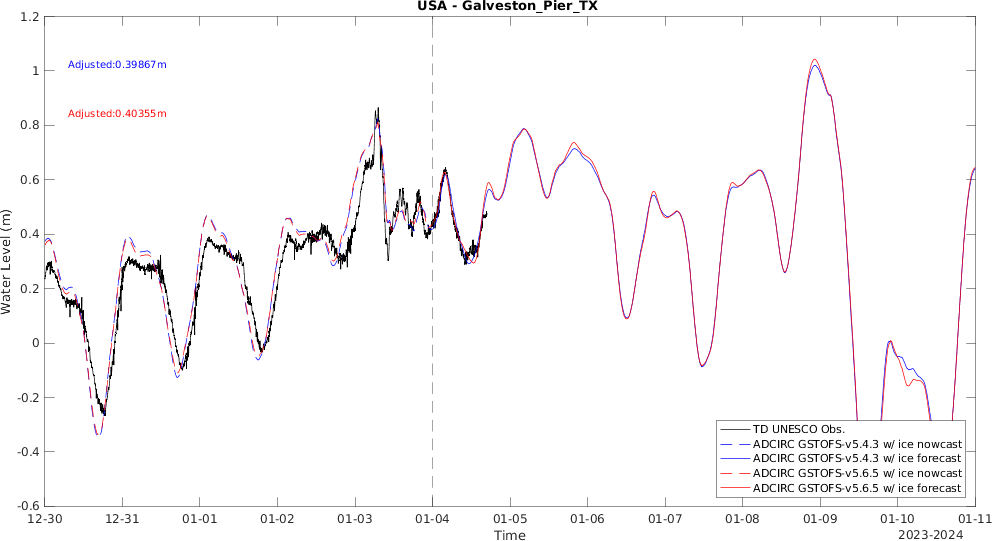 USA - Galveston_Pier_TX
1.2
1
0.8
0.6
0.4
0.2
0
-0.2
-0.4
-0.6
Water Level (m)
Adjusted:0.39867m
Adjusted:0.40355m
TD UNESCO Obs.
ADCIRC GSTOFS-v5.4.3 w/ ice nowcast
ADCIRC GSTOFS-v5.4.3 w/ ice forecast
ADCIRC GSTOFS-v5.6.5 w/ ice nowcast
ADCIRC GSTOFS-v5.6.5 w/ ice forecast
12-30 12-31 01-01 01-02 01-03 01-04 01-05 01-06 01-07 01-08 01-09 01-10 01-11
Time
2023-2024